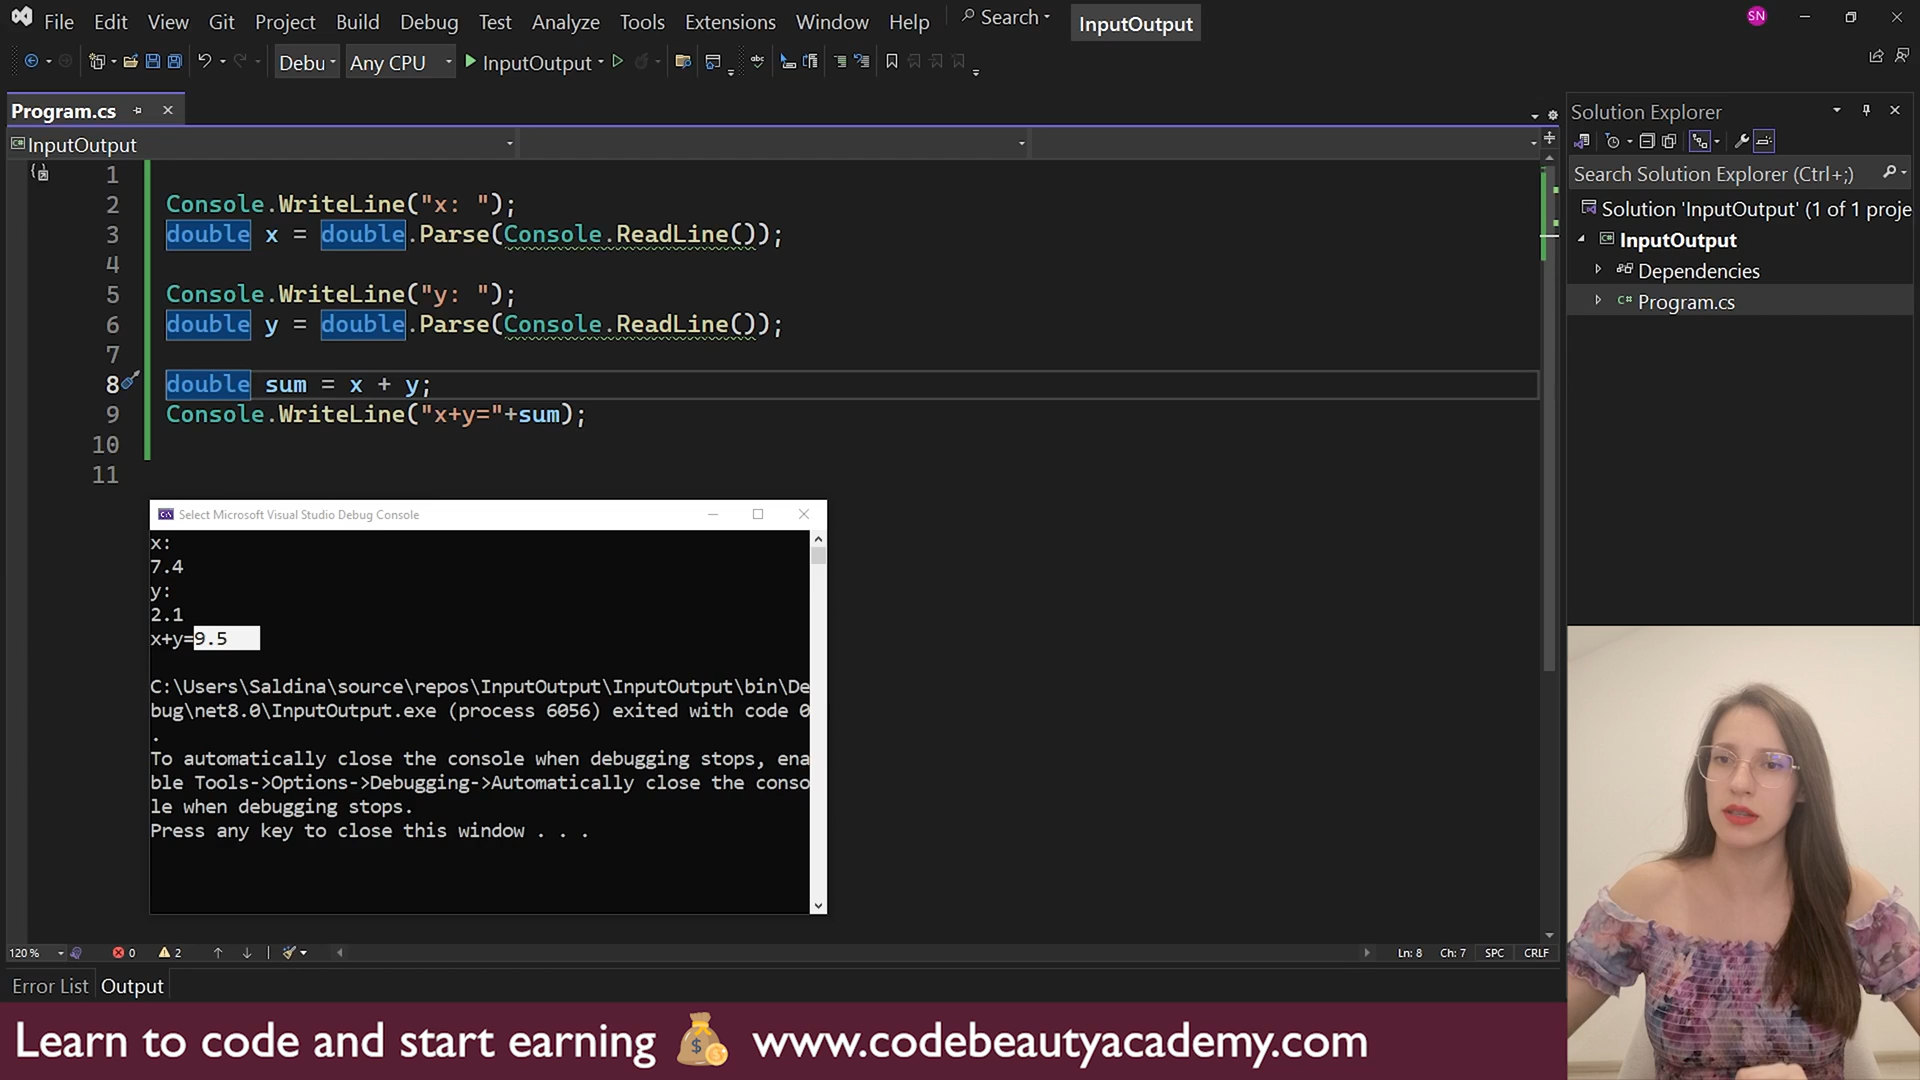 File Edit View Git Project Build Debug Test Analyze Tools Extensions Window Help Search InputOutput SN
Debu Any CPU InputOutput
Program.cs
InputOutput
1
2 Console.WriteLine("x: ");
3 double x = double.Parse(Console.ReadLine());
4
5 Console.WriteLine("y: ");
6 double y = double.Parse(Console.ReadLine());
7
8 double sum = x + y;
9 Console.WriteLine("x+y="+sum);
10
11
Select Microsoft Visual Studio Debug Console
x:
7.4
y:
2.1
x+y=9.5
C:\Users\Saldina\source\repos\InputOutput\InputOutput\bin\De
bug\net8.0\InputOutput.exe (process 6056) exited with code 0
.
To automatically close the console when debugging stops, ena
ble Tools->Options->Debugging->Automatically close the conso
le when debugging stops.
Press any key to close this window . . .
120 % 0 2 Ln: 8 Ch: 7 SPC CRLF
Error List Output
Solution Explorer
Search Solution Explorer (Ctrl+;)
Solution 'InputOutput' (1 of 1 proje
InputOutput
Dependencies
C# Program.cs
Learn to code and start earning www.codebeautyacademy.com